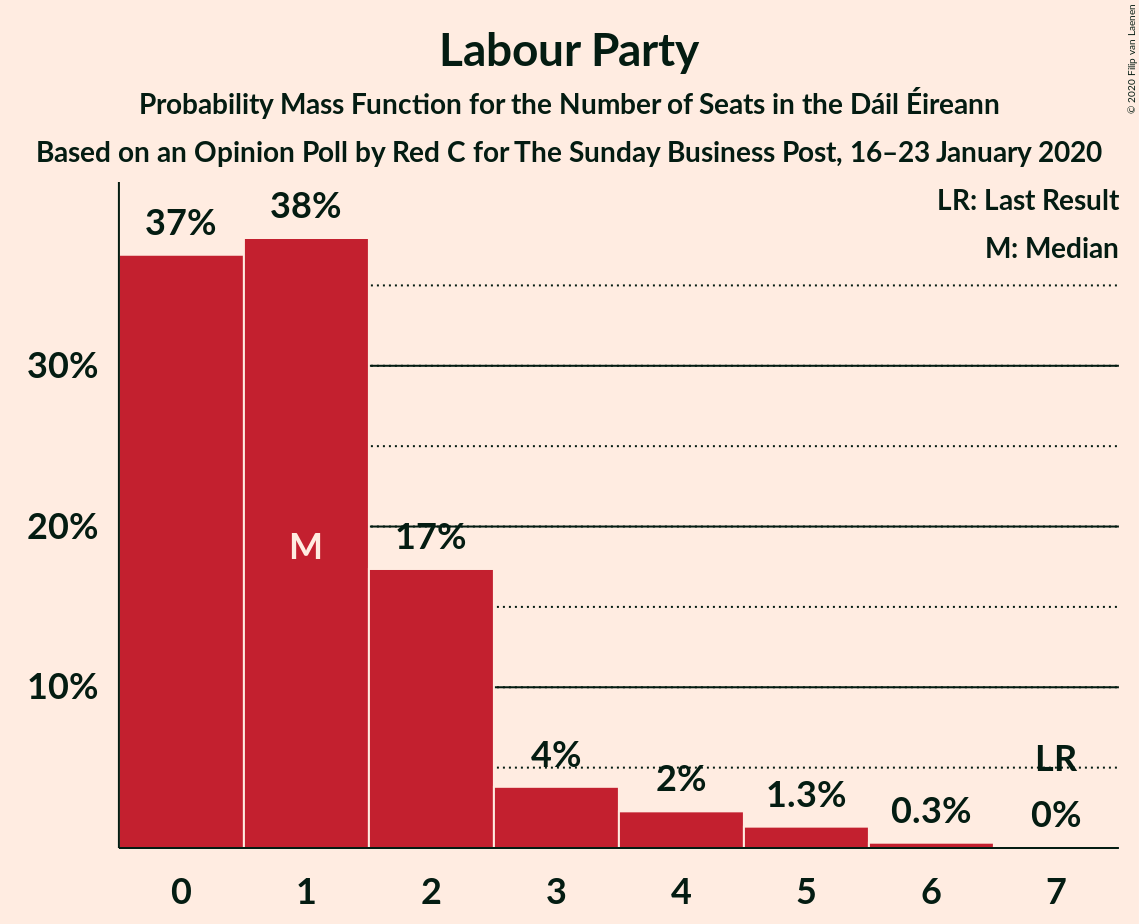 Labour Party
Probability Mass Function for the Number of Seats in the Dáil Éireann
Based on an Opinion Poll by Red C for The Sunday Business Post, 16–23 January 2020
© 2020 Filip van Laenen
LR: Last Result
M: Median
37%
38%
30%
20%
17%
M
10%
4%
2%
1.3%
0.3%
LR
0%
0 1 2 3 4 5 6 7